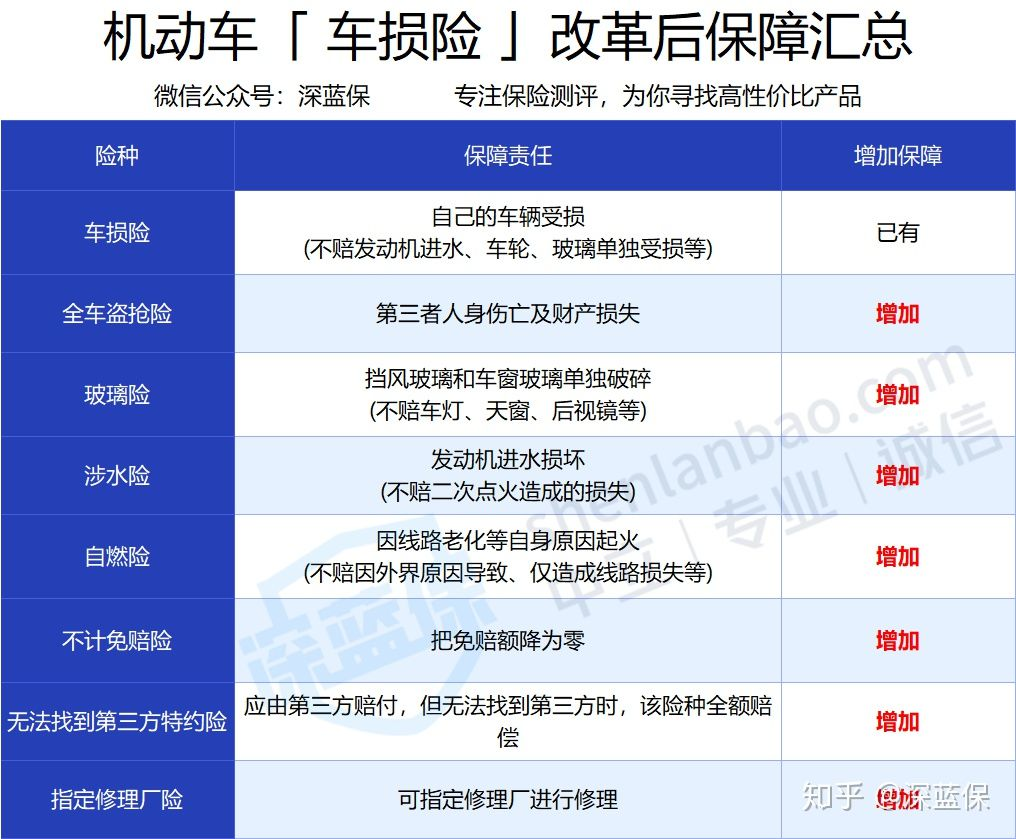 机动车「 车损险 」改革后保障汇总
微信公众号：深蓝保 专注保险测评，为你寻找高性价比产品
险种 保障责任 增加保障
车损险 自己的车辆受损 已有
(不赔发动机进水、车轮、玻璃单独受损等)
全车盗抢险 第三者人身伤亡及财产损失 增加
玻璃险 挡风玻璃和车窗玻璃单独破碎 增加
(不赔车灯、天窗、后视镜等)
涉水险 发动机进水损坏 增加
(不赔二次点火造成的损失)
自燃险 因线路老化等自身原因起火 增加
(不赔因外界原因导致、仅造成线路损失等)
不计免赔险 把免赔额降为零 增加
无法找到第三方特约险 应由第三方赔付，但无法找到第三方时，该险种全额赔 增加
偿
指定修理厂险 可指定修理厂进行修理 增加
shenlanbao.com
中立｜专业｜诚信
深蓝保
知乎 @深蓝保